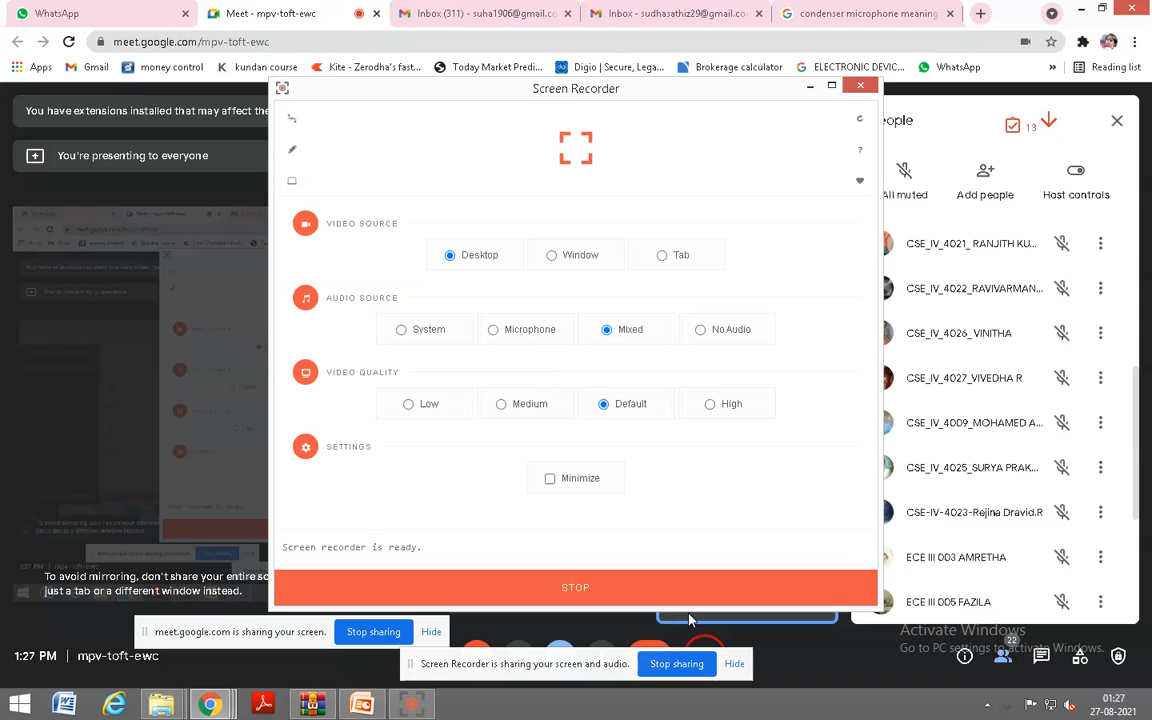 WhatsApp
Meet - mpv-toft-ewc
Inbox (311) - suha1906@gmail.co
Inbox - sudhasathiz29@gmail.co
condenser microphone meaning
meet.google.com/mpv-toft-ewc
Apps
Gmail
money control
kundan course
Kite - Zerodha's fast...
Today Market Predi...
Digio | Secure, Lega...
Brokerage calculator
ELECTRONIC DEVIC...
WhatsApp
»
Reading list
You have extensions installed that may affect the
You're presenting to everyone
Screen Recorder
VIDEO SOURCE
Desktop
Window
Tab
AUDIO SOURCE
System
Microphone
Mixed
No Audio
VIDEO QUALITY
Low
Medium
Default
High
SETTINGS
Minimize
Screen recorder is ready.
STOP
eople
13
All muted
Add people
Host controls
CSE_IV_4021_ RANJITH KU...
CSE_IV_4022_RAVIVARMAN...
CSE_IV_4026_VINITHA
CSE_IV_4027_VIVEDHA R
CSE_IV_4009_MOHAMED A...
CSE_IV_4025_SURYA PRAK...
CSE-IV-4023-Rejina Dravid.R
ECE III 003 AMRETHA
ECE III 005 FAZILA
To avoid mirroring, don't share your entire sc
just a tab or a different window instead.
meet.google.com is sharing your screen.
Stop sharing
Hide
Screen Recorder is sharing your screen and audio.
Stop sharing
Hide
1:27 PM
mpv-toft-ewc
Activate Windows
Go to PC settings to activate Windows.
22
01:27
27-08-2021